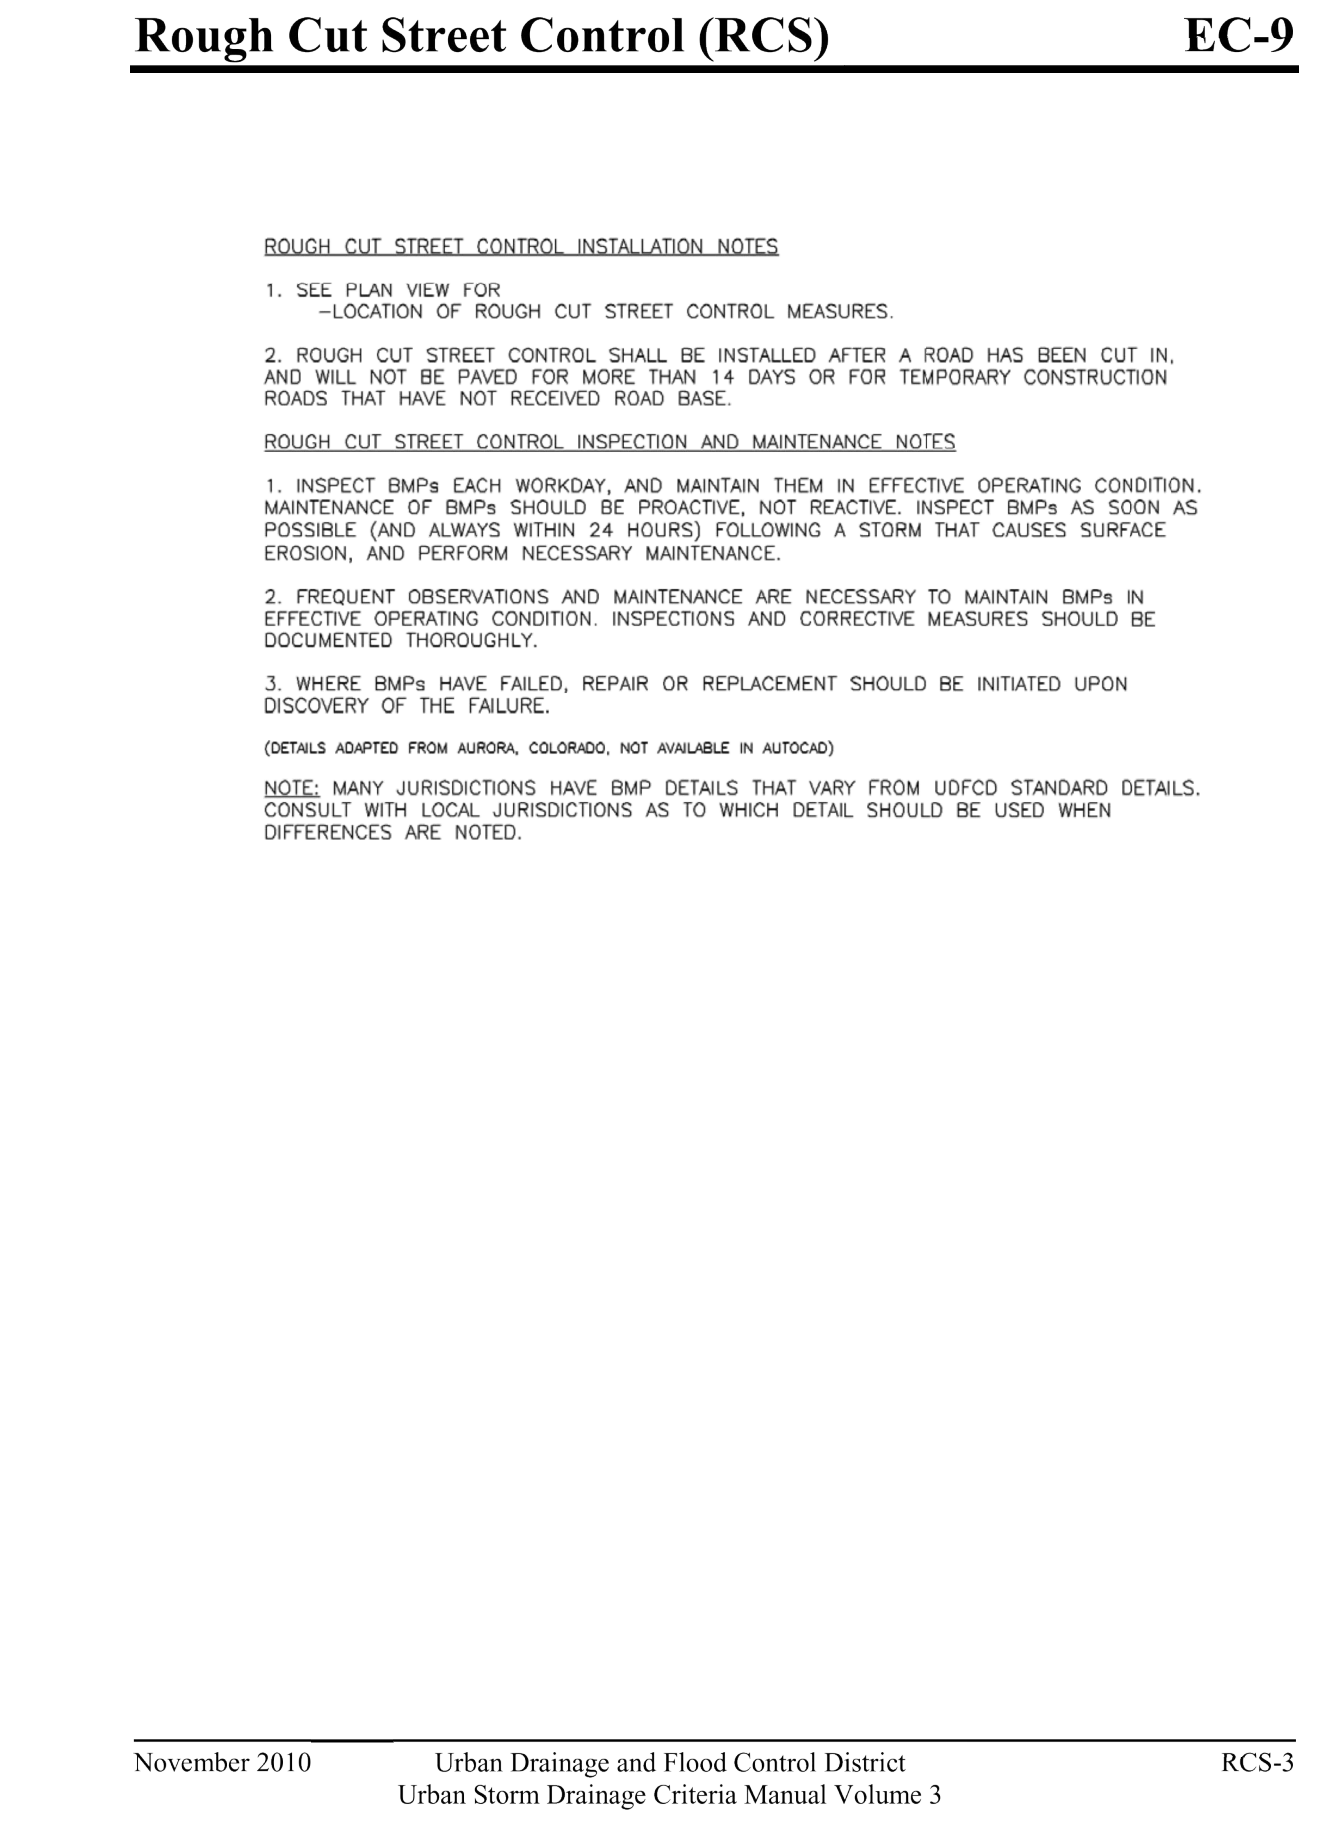 Rough Cut Street Control (RCS) EC-9
ROUGH CUT STREET CONTROL INSTALLATION NOTES
1. SEE PLAN VIEW FOR
-LOCATION OF ROUGH CUT STREET CONTROL MEASURES.
2. ROUGH CUT STREET CONTROL SHALL BE INSTALLED AFTER A ROAD HAS BEEN CUT IN,
AND WILL NOT BE PAVED FOR MORE THAN 14 DAYS OR FOR TEMPORARY CONSTRUCTION
ROADS THAT HAVE NOT RECEIVED ROAD BASE.
ROUGH CUT STREET CONTROL INSPECTION AND MAINTENANCE NOTES
1. INSPECT BMPs EACH WORKDAY, AND MAINTAIN THEM IN EFFECTIVE OPERATING CONDITION.
MAINTENANCE OF BMPs SHOULD BE PROACTIVE, NOT REACTIVE. INSPECT BMPs AS SOON AS
POSSIBLE (AND ALWAYS WITHIN 24 HOURS) FOLLOWING A STORM THAT CAUSES SURFACE
EROSION, AND PERFORM NECESSARY MAINTENANCE.
2. FREQUENT OBSERVATIONS AND MAINTENANCE ARE NECESSARY TO MAINTAIN BMPs IN
EFFECTIVE OPERATING CONDITION. INSPECTIONS AND CORRECTIVE MEASURES SHOULD BE
DOCUMENTED THOROUGHLY.
3. WHERE BMPs HAVE FAILED, REPAIR OR REPLACEMENT SHOULD BE INITIATED UPON
DISCOVERY OF THE FAILURE.
(DETAILS ADAPTED FROM AURORA, COLORADO, NOT AVAILABLE IN AUTOCAD)
NOTE: MANY JURISDICTIONS HAVE BMP DETAILS THAT VARY FROM UDFCD STANDARD DETAILS.
CONSULT WITH LOCAL JURISDICTIONS AS TO WHICH DETAIL SHOULD BE USED WHEN
DIFFERENCES ARE NOTED.
November 2010 Urban Drainage and Flood Control District RCS-3
Urban Storm Drainage Criteria Manual Volume 3